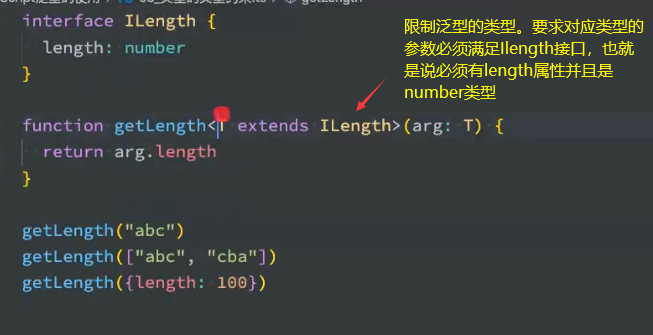 interface ILength {
length: number
}
限制泛型的类型。要求对应类型的
参数必须满足Ilength接口，也就
是说必须有length属性并且是
number类型
function getLength<T extends ILength>(arg: T) {
return arg.length
}
getLength("abc")
getLength(["abc", "cba"])
getLength({length: 100})